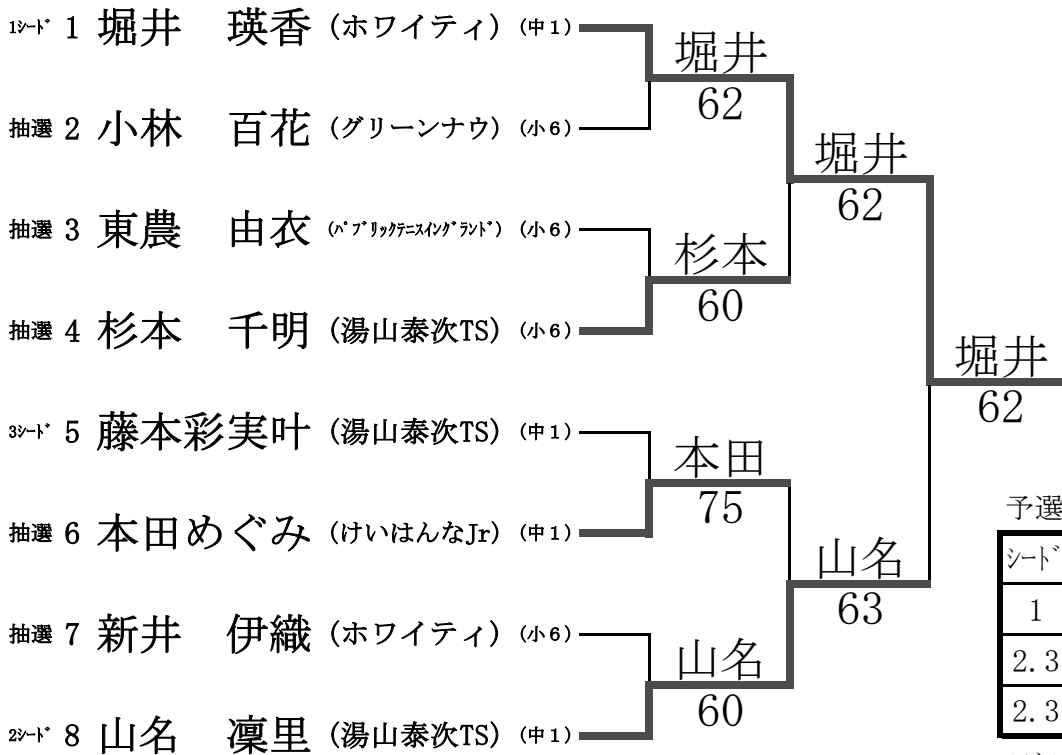 1ｼｰﾄﾞ 1 堀井　瑛香 (ホワイティ) (中1)
堀井
62
抽選 2 小林　百花 (グリーンナウ) (小6)
堀井
62
抽選 3 東農　由衣 (ﾊﾟﾌﾞﾘｯｸﾃﾆｽｲﾝｸﾞﾗﾝﾄﾞ) (小6)
杉本
60
抽選 4 杉本　千明 (湯山泰次TS) (小6)
堀井
62
3ｼｰﾄﾞ 5 藤本彩実叶 (湯山泰次TS) (中1)
本田
75
抽選 6 本田めぐみ (けいはんなJr) (中1)
山名
63
抽選 7 新井　伊織 (ホワイティ) (小6)
山名
60
2ｼｰﾄﾞ 8 山名　凜里 (湯山泰次TS) (中1)
予選
ｼｰﾄﾞ
1
2.3
2.3